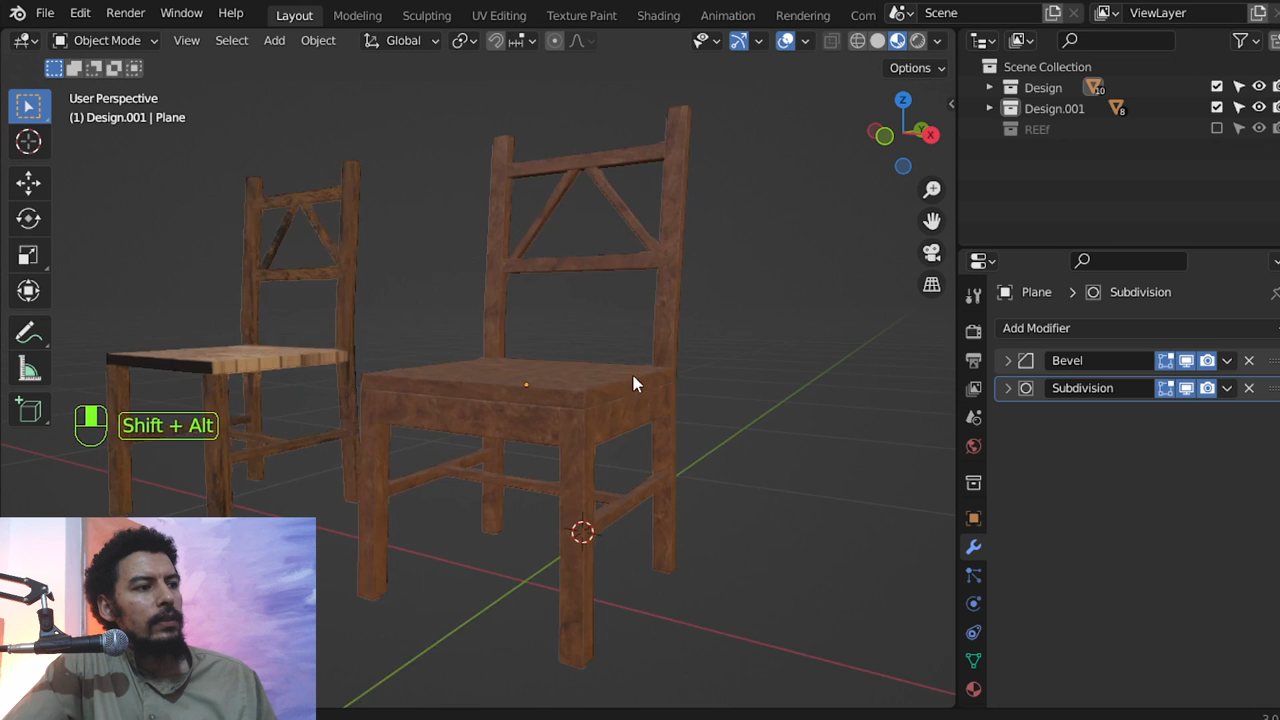 File Edit Render Window Help Layout Modeling Sculpting UV Editing Texture Paint Shading Animation Rendering Com Scene ViewLayer
Object Mode View Select Add Object Global
Options
User Perspective
(1) Design.001 | Plane
Z
Y
X
Scene Collection
Design 10
Design.001 8
REEf
Plane > Subdivision
Add Modifier
Bevel
Subdivision
Shift + Alt